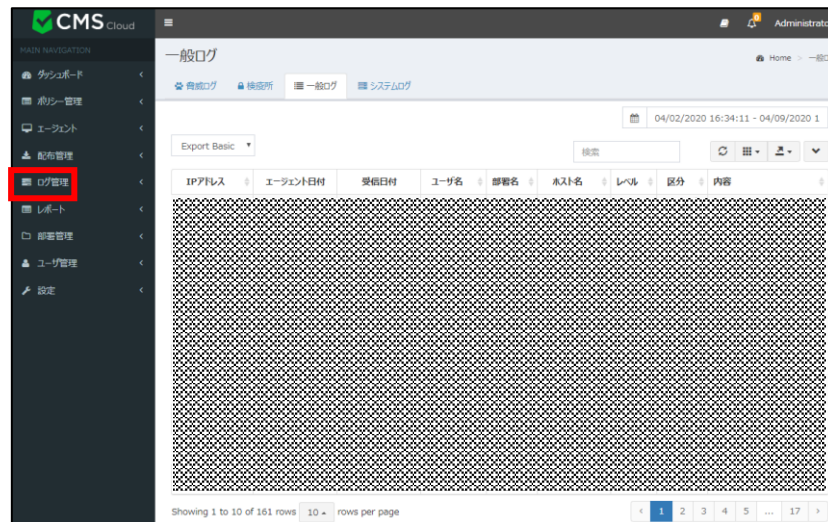 CMS Cloud
Administrato
MAIN NAVIGATION
一般ログ
Home > 一般ロ
ダッシュボード
脅威ログ 検疫所 一般ログ システムログ
ポリシー管理
エージェント
04/02/2020 16:34:11 - 04/09/2020 1
配布管理
Export Basic 検索
ログ管理
IPアドレス エージェント日付 受信日付 ユーザ名 部署名 ホスト名 レベル 区分 内容
レポート
部署管理
ユーザ管理
設定
Showing 1 to 10 of 161 rows 10 rows per page
‹ 1 2 3 4 5 ... 17 ›